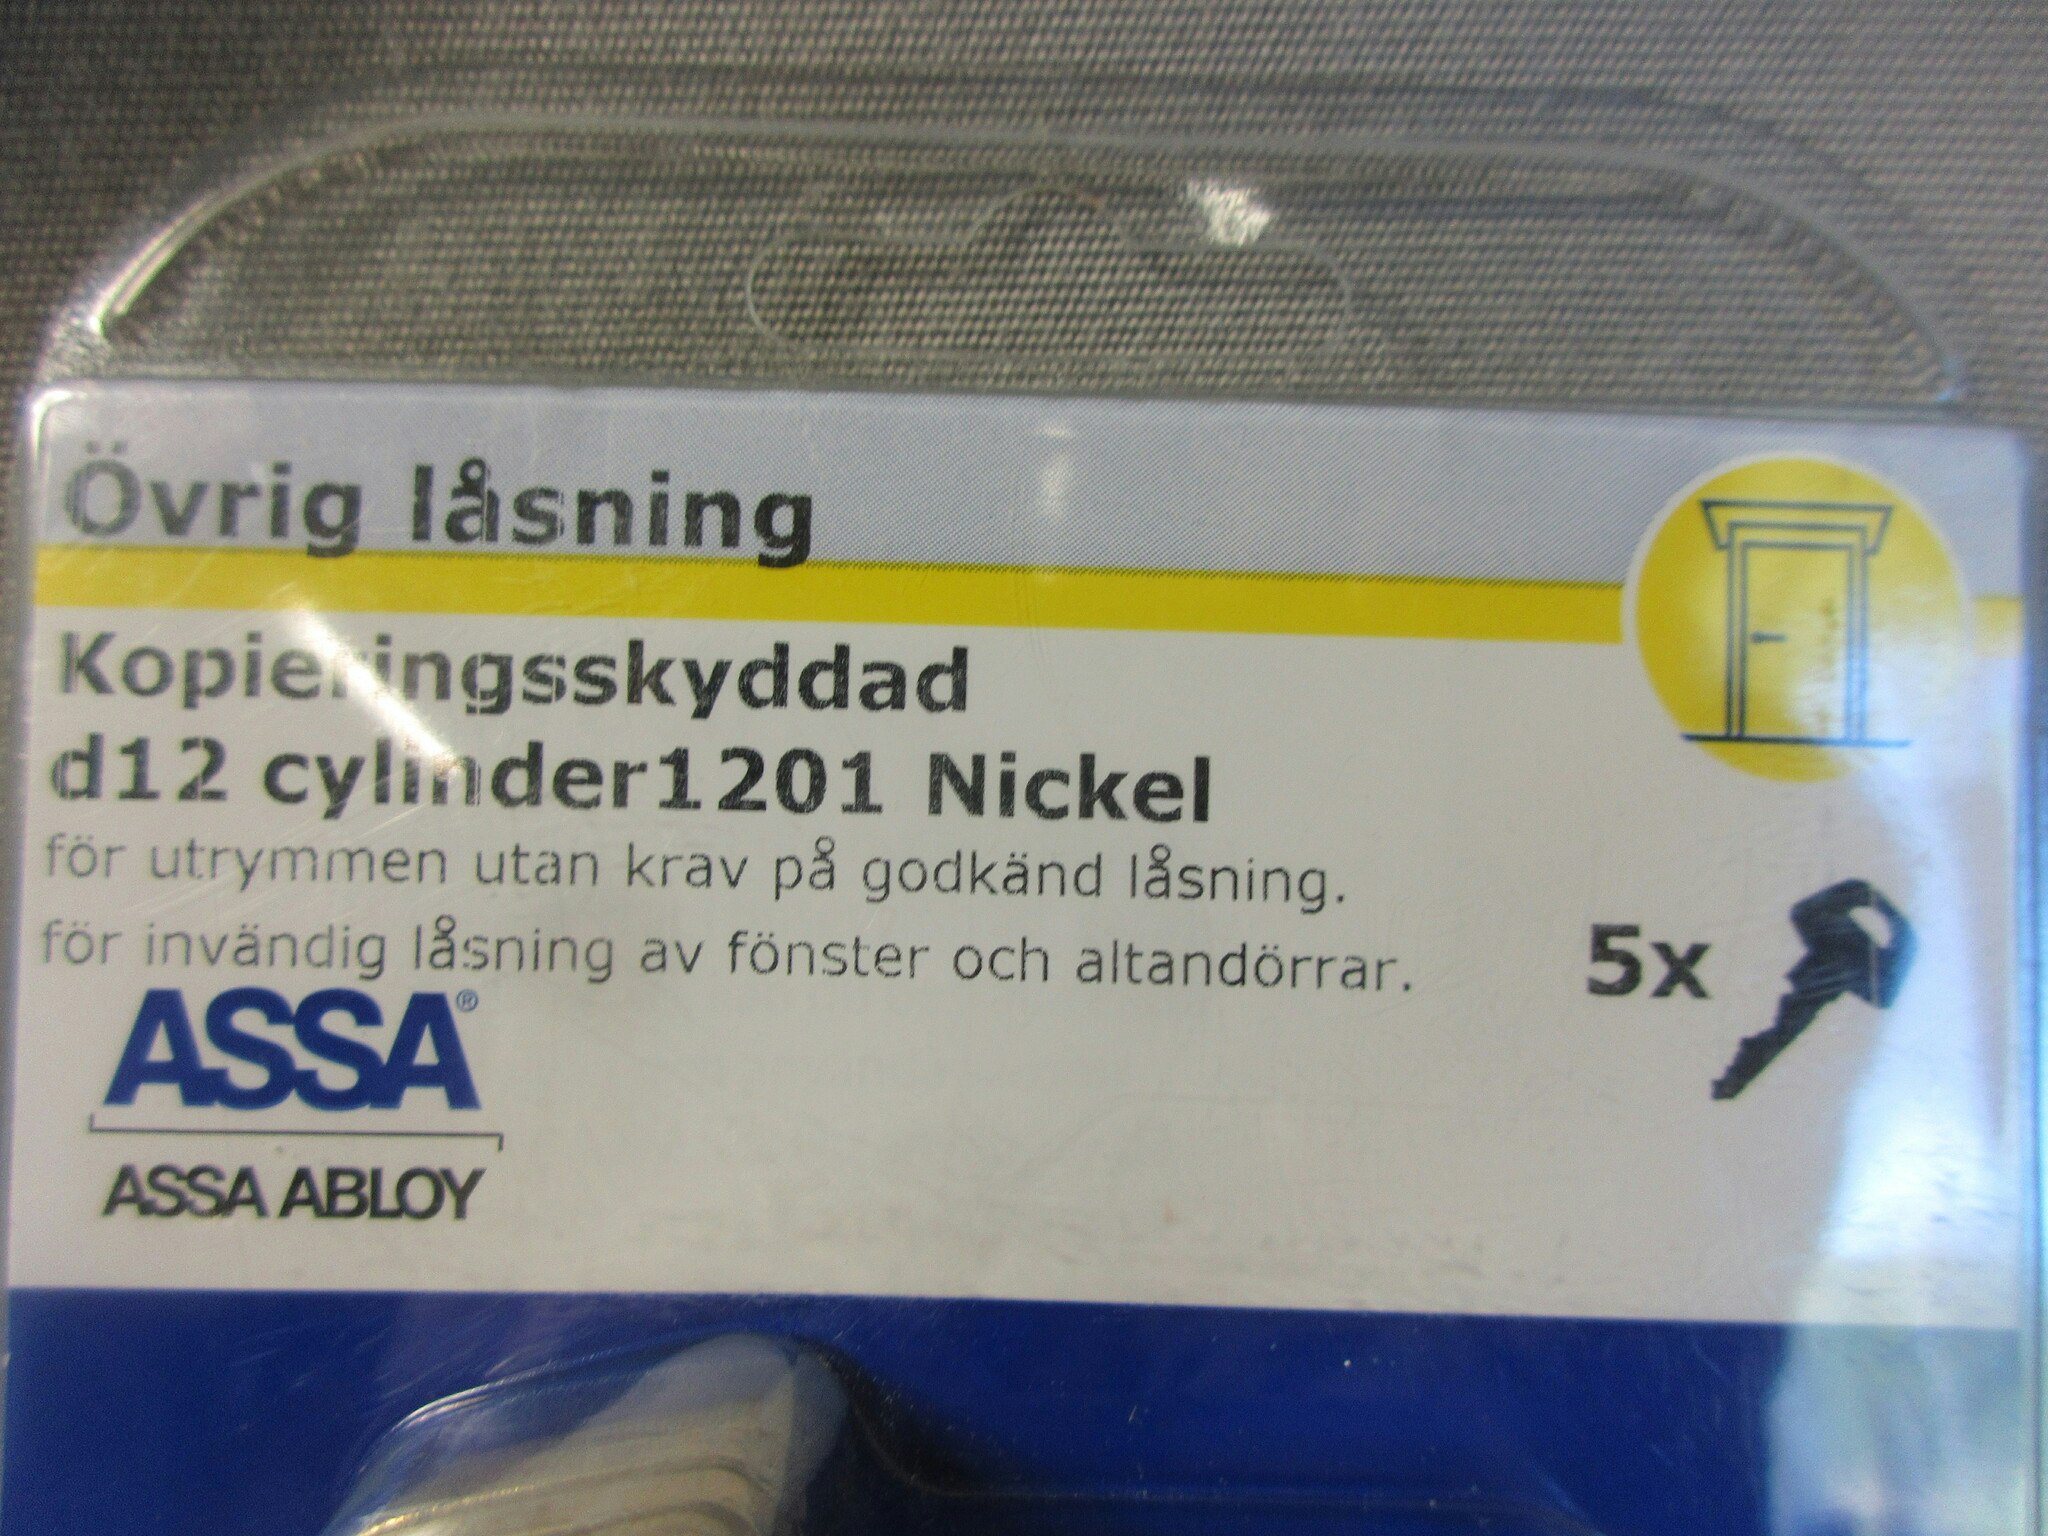 Övrig låsning
Kopieringsskyddad
d12 cylinder1201 Nickel
för utrymmen utan krav på godkänd låsning.
för invändig låsning av fönster och altandörrar.
5x
ASSA®
ASSA ABLOY